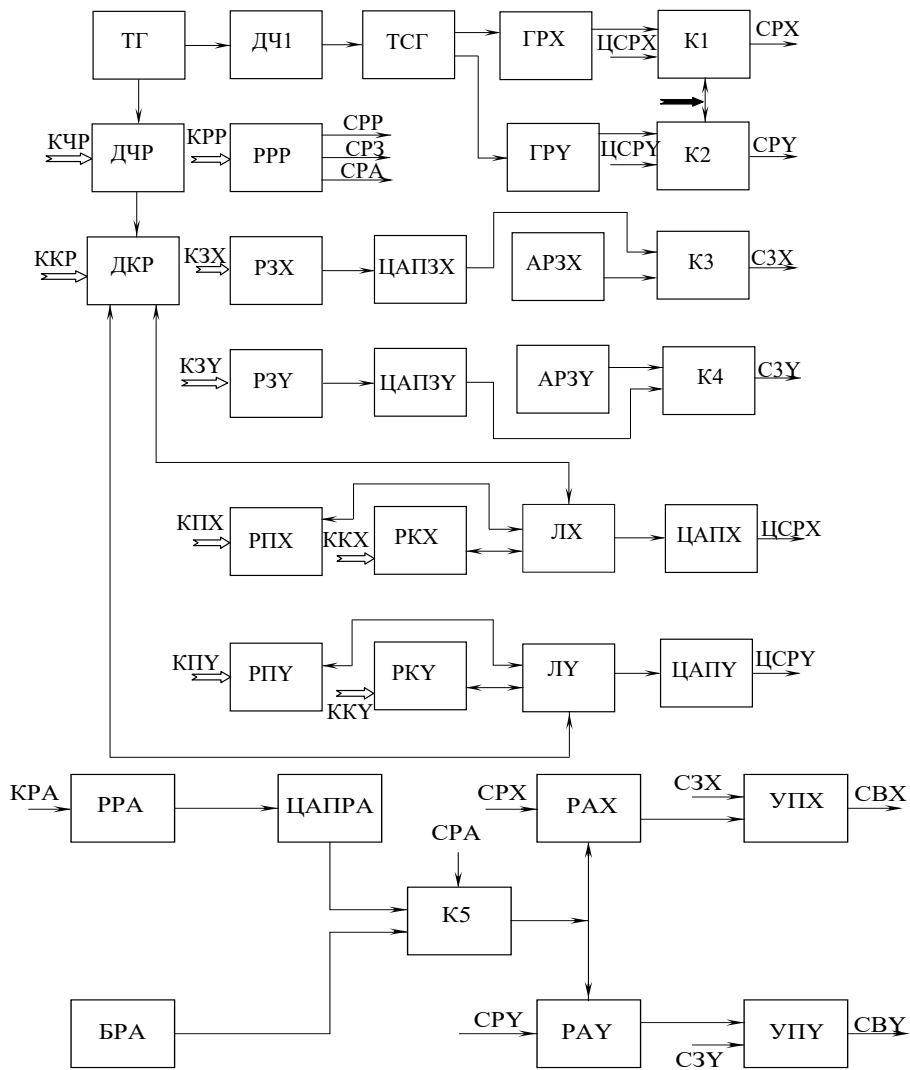 ТГ ДЧ1 ТСГ ГРХ ЦСРХ К1 СРХ
КЧР ДЧР КРР РРР СРР СРЗ СРА ГРY ЦСРY К2 СРY
ККР ДКР КЗХ РЗХ ЦАПЗХ АРЗХ К3 СЗХ
КЗY РЗY ЦАПЗY АРЗY К4 СЗY
КПХ РПХ ККХ РКХ ЛХ ЦАПХ ЦСРХ
КПY РПY ККY РКY ЛY ЦАПY ЦСРY
КРА РРА ЦАПРА СРХ РАХ СЗХ УПХ СВХ
СРА
К5
БРА СРY РАY СЗY УПY СВY